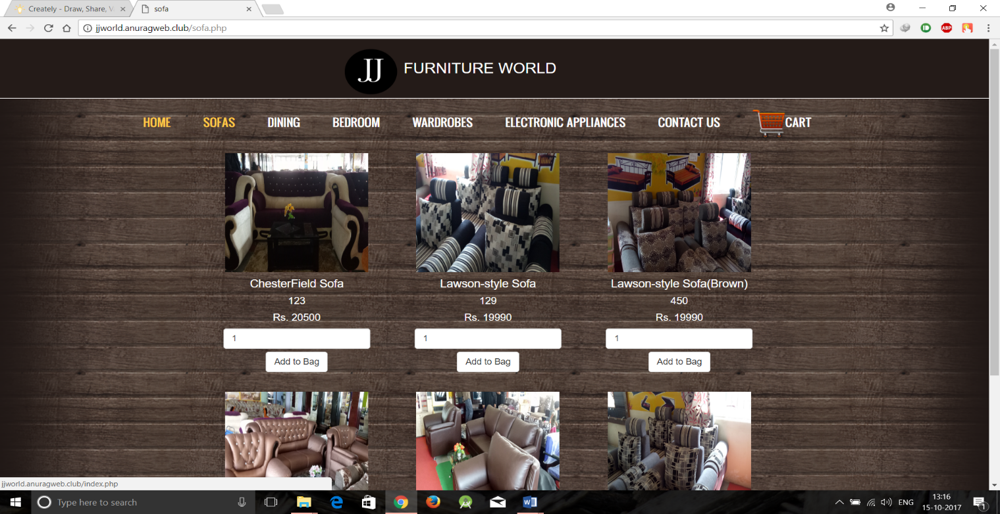 Creately - Draw, Share, V
sofa
jjworld.anuragweb.club/sofa.php
ABP
JJ FURNITURE WORLD
HOME SOFAS DINING BEDROOM WARDROBES ELECTRONIC APPLIANCES CONTACT US CART
ChesterField Sofa Lawson-style Sofa Lawson-style Sofa(Brown)
123 129 450
Rs. 20500 Rs. 19990 Rs. 19990
1 1 1
Add to Bag Add to Bag Add to Bag
jjworld.anuragweb.club/index.php
Type here to search
ENG
13:16
15-10-2017
1